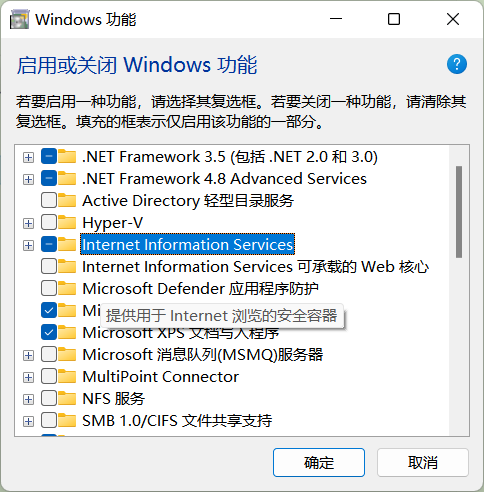 Windows 功能
启用或关闭 Windows 功能
?
若要启用一种功能，请选择其复选框。若要关闭一种功能，请清除其
复选框。填充的框表示仅启用该功能的一部分。
.NET Framework 3.5 (包括 .NET 2.0 和 3.0)
.NET Framework 4.8 Advanced Services
Active Directory 轻型目录服务
Hyper-V
Internet Information Services
Internet Information Services 可承载的 Web 核心
Microsoft Defender 应用程序防护
Mi
提供用于 Internet 浏览的安全容器
Microsoft XPS 文档写入程序
Microsoft 消息队列(MSMQ)服务器
MultiPoint Connector
NFS 服务
SMB 1.0/CIFS 文件共享支持
确定
取消